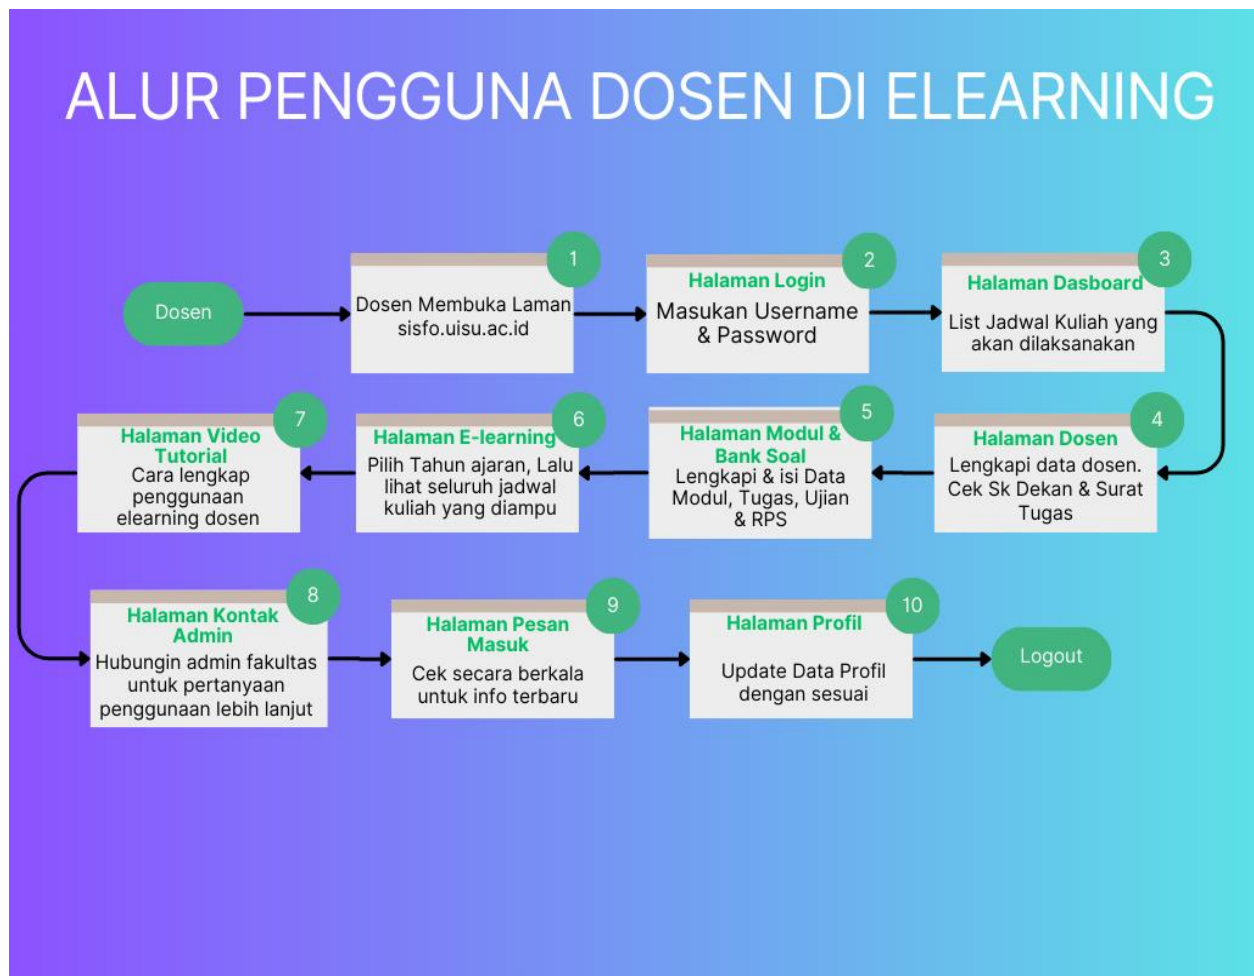 ALUR PENGGUNA DOSEN DI ELEARNING
Dosen
1
Dosen Membuka Laman
sisfo.uisu.ac.id
2
Halaman Login
Masukan Username
& Password
3
Halaman Dasboard
List Jadwal Kuliah yang
akan dilaksanakan
4
Halaman Dosen
Lengkapi data dosen.
Cek Sk Dekan & Surat
Tugas
5
Halaman Modul &
Bank Soal
Lengkapi & isi Data
Modul, Tugas, Ujian
& RPS
6
Halaman E-learning
Pilih Tahun ajaran, Lalu
lihat seluruh jadwal
kuliah yang diampu
7
Halaman Video
Tutorial
Cara lengkap
penggunaan
elearning dosen
8
Halaman Kontak
Admin
Hubungin admin fakultas
untuk pertanyaan
penggunaan lebih lanjut
9
Halaman Pesan
Masuk
Cek secara berkala
untuk info terbaru
10
Halaman Profil
Update Data Profil
dengan sesuai
Logout